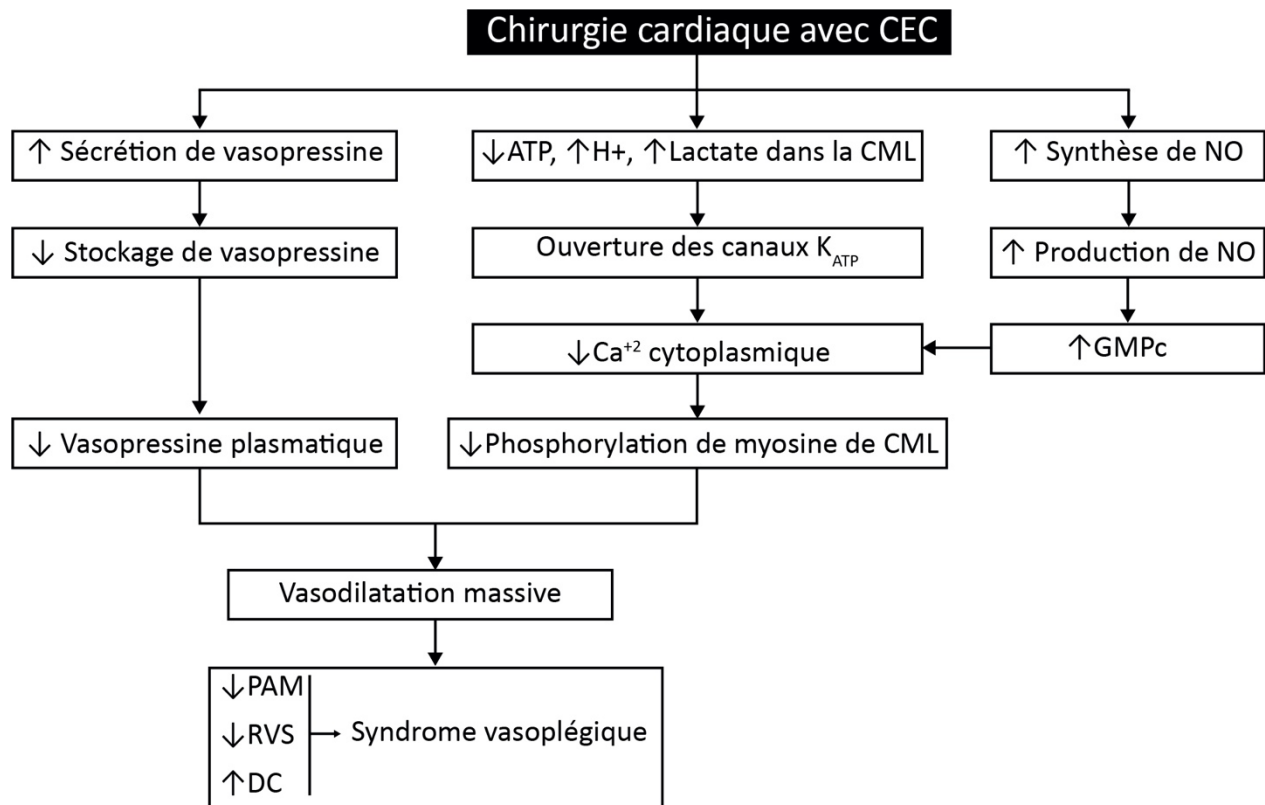 Chirurgie cardiaque avec CEC
↑ Sécrétion de vasopressine
↓ATP, ↑H+, ↑Lactate dans la CML
↑ Synthèse de NO
↓ Stockage de vasopressine
Ouverture des canaux K_ATP
↑ Production de NO
↓Ca⁺² cytoplasmique
↑GMPc
↓ Vasopressine plasmatique
↓Phosphorylation de myosine de CML
Vasodilatation massive
↓PAM
↓RVS
Syndrome vasoplégique
↑DC